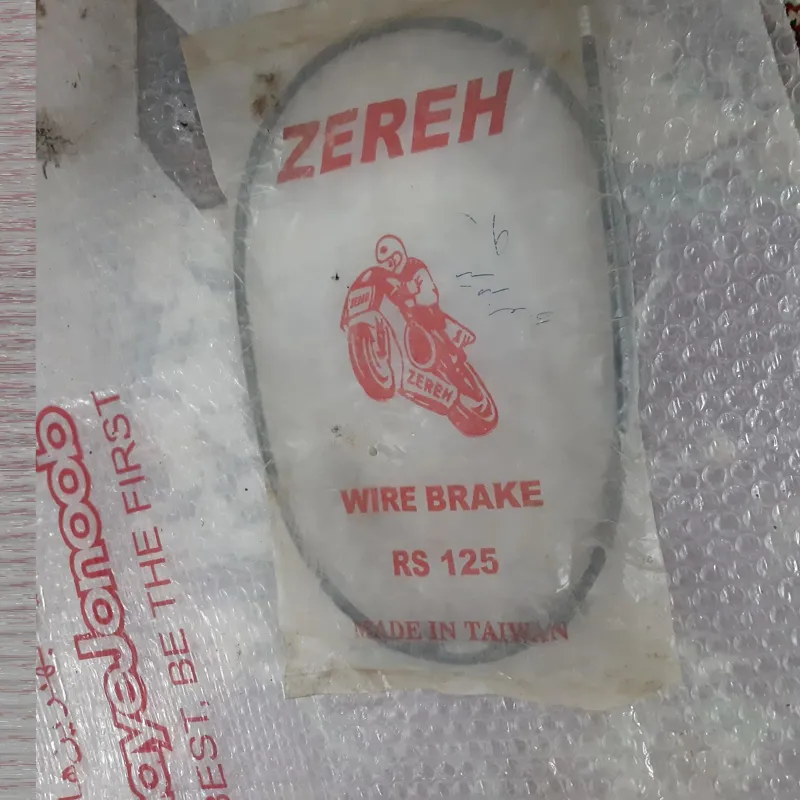 ZEREH
ZEREH
WIRE BRAKE
RS 125
MADE IN TAIWAN
BEST. BE THE FIRST